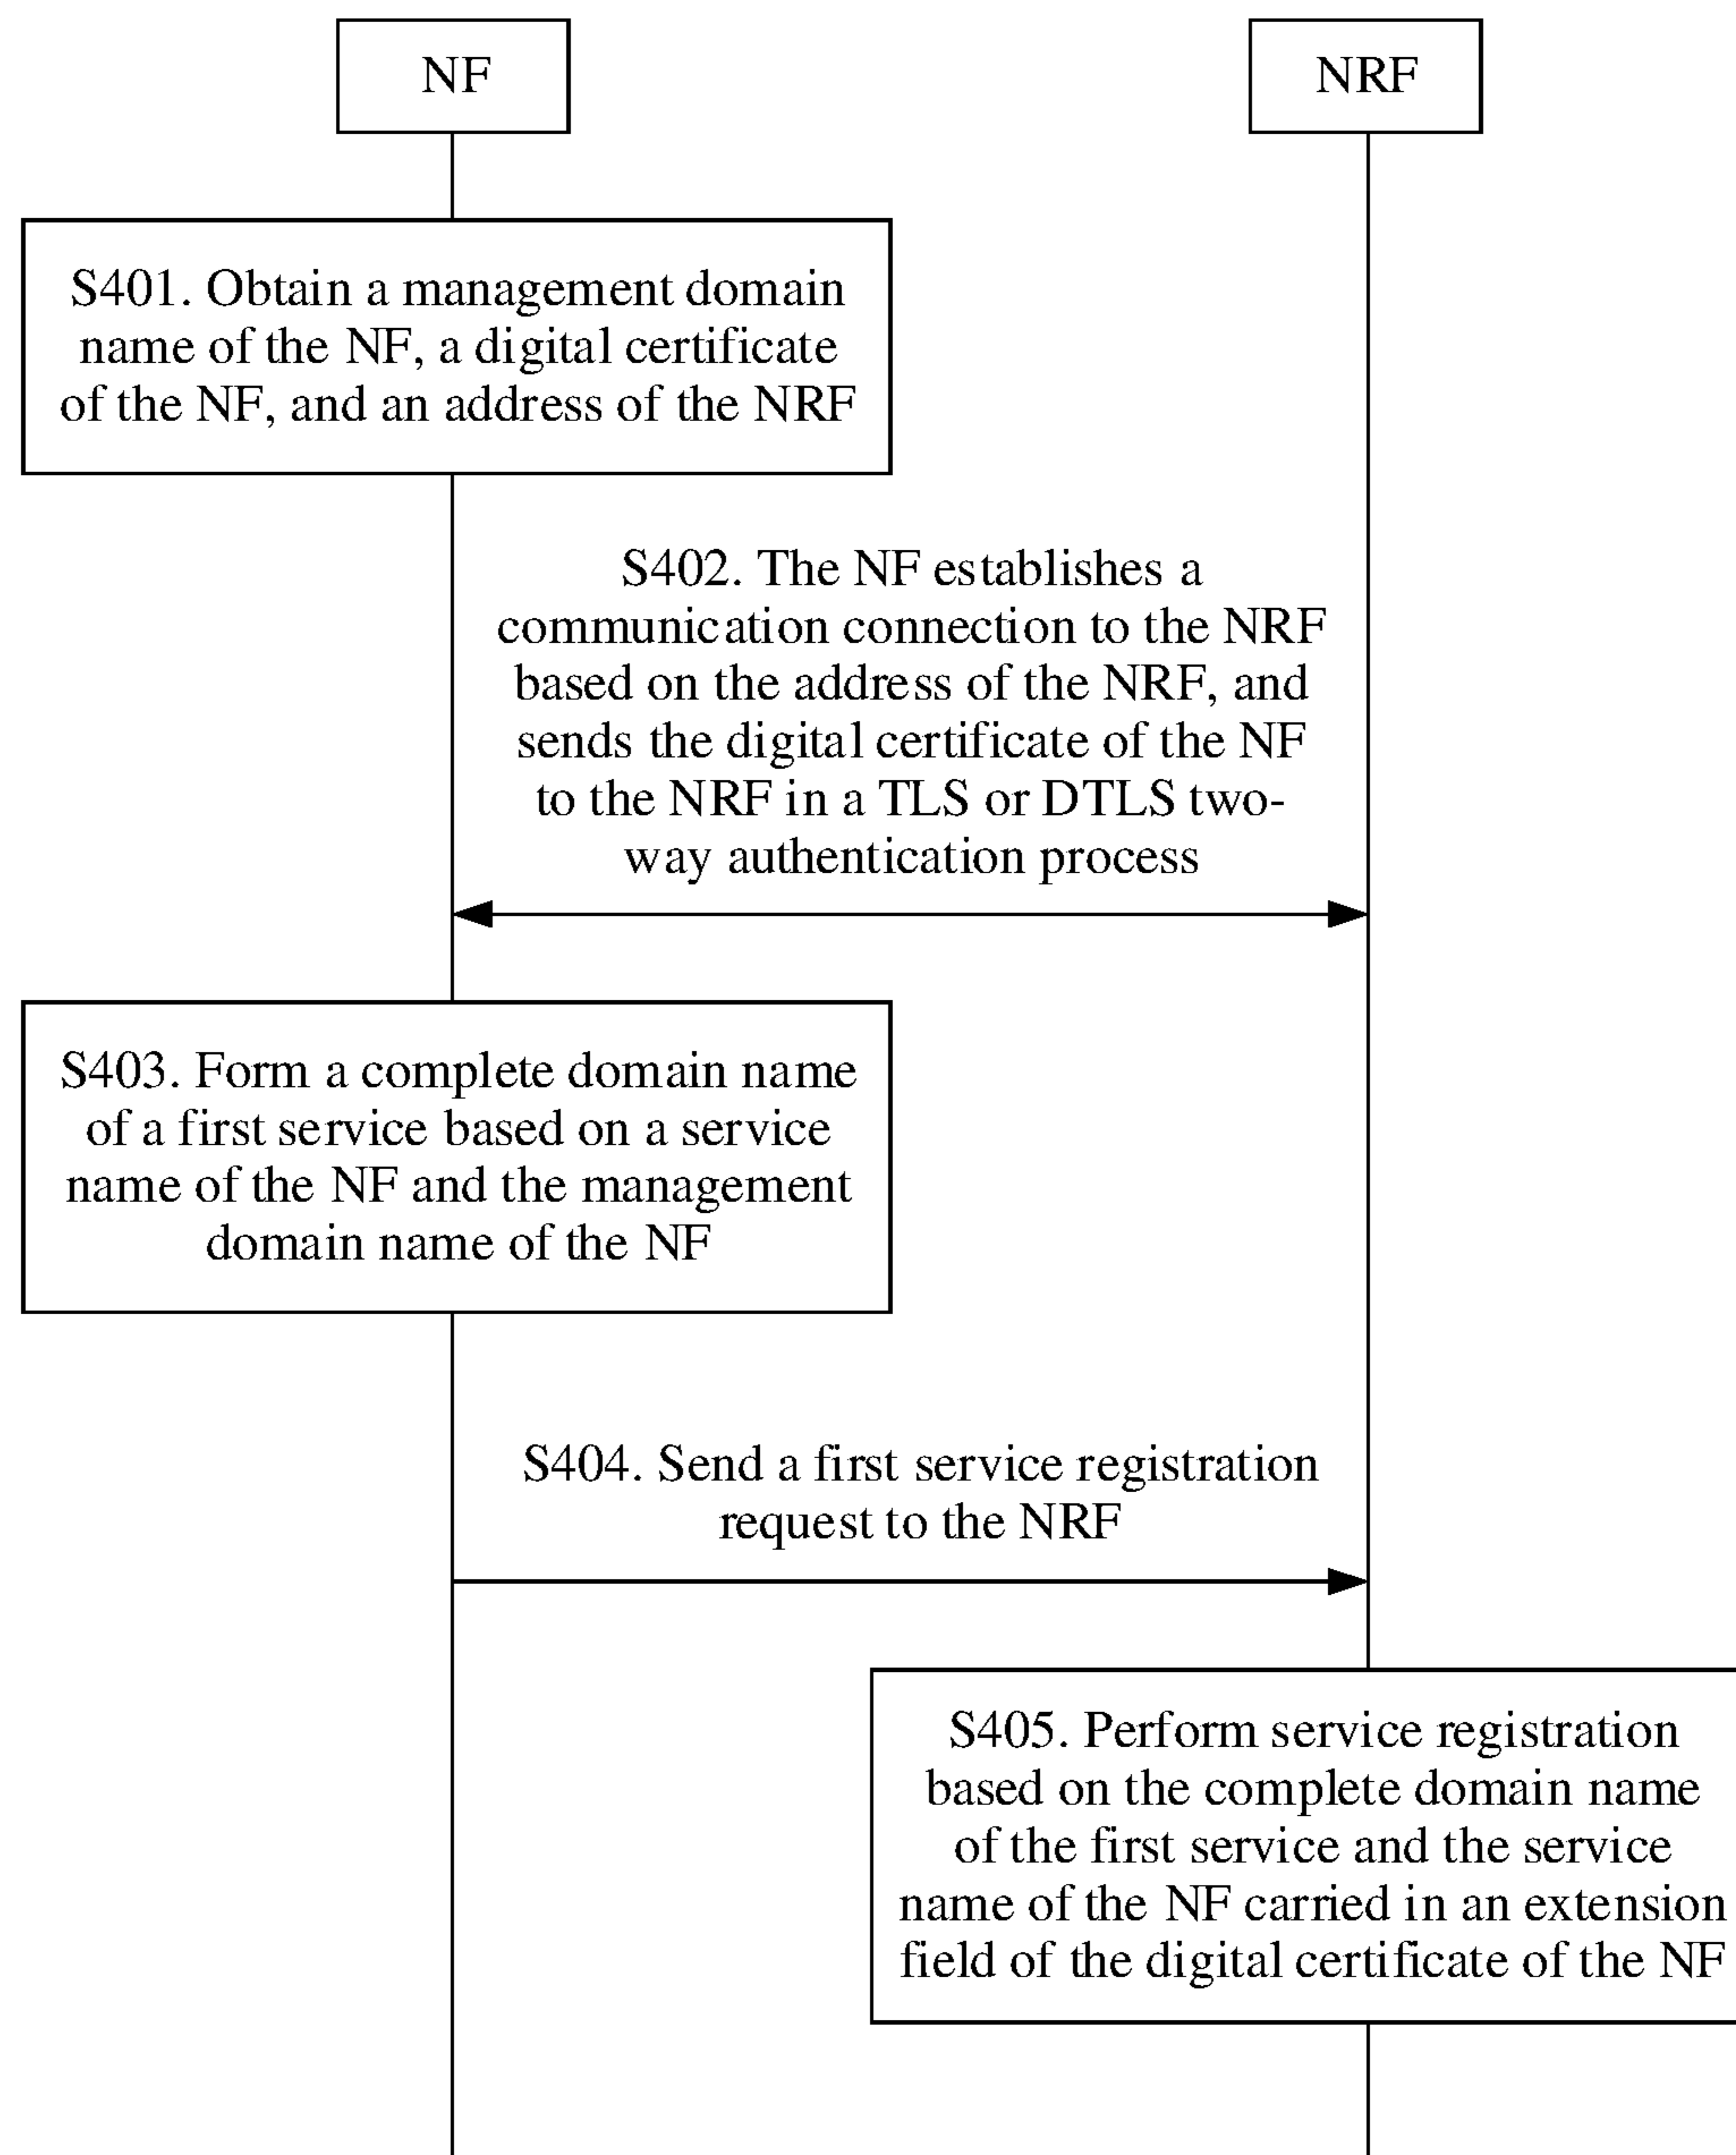 NF
NRF
S401. Obtain a management domain
name of the NF, a digital certificate
of the NF, and an address of the NRF
S402. The NF establishes a
communication connection to the NRF
based on the address of the NRF, and
sends the digital certificate of the NF
to the NRF in a TLS or DTLS two-
way authentication process
S403. Form a complete domain name
of a first service based on a service
name of the NF and the management
domain name of the NF
S404. Send a first service registration
request to the NRF
S405. Perform service registration
based on the complete domain name
of the first service and the service
name of the NF carried in an extension
field of the digital certificate of the NF